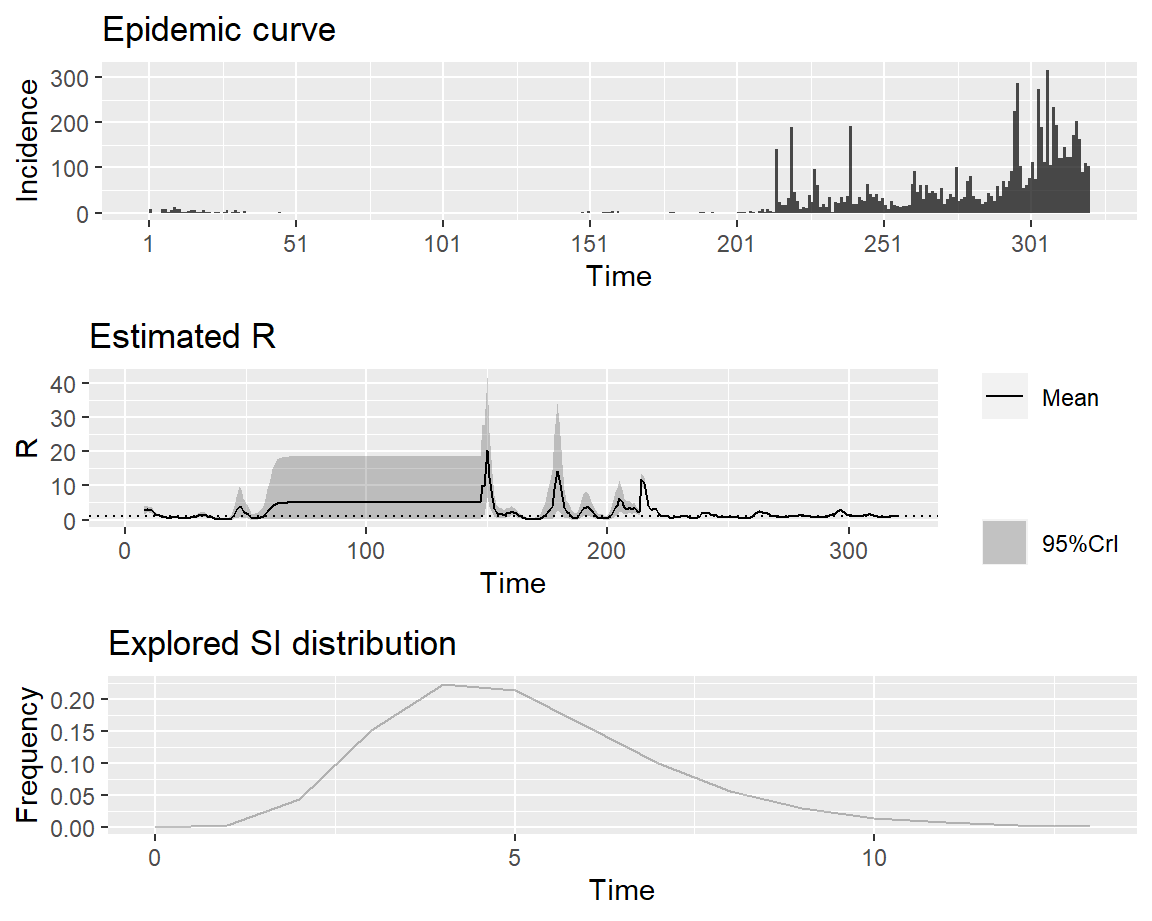 Epidemic curve
Incidence
300
200
100
0
1 51 101 151 201 251 301
Time
Estimated R
R
40
30
20
10
0
0 100 200 300
Time
Mean
95%CrI
Explored SI distribution
Frequency
0.20
0.15
0.10
0.05
0.00
0 5 10
Time